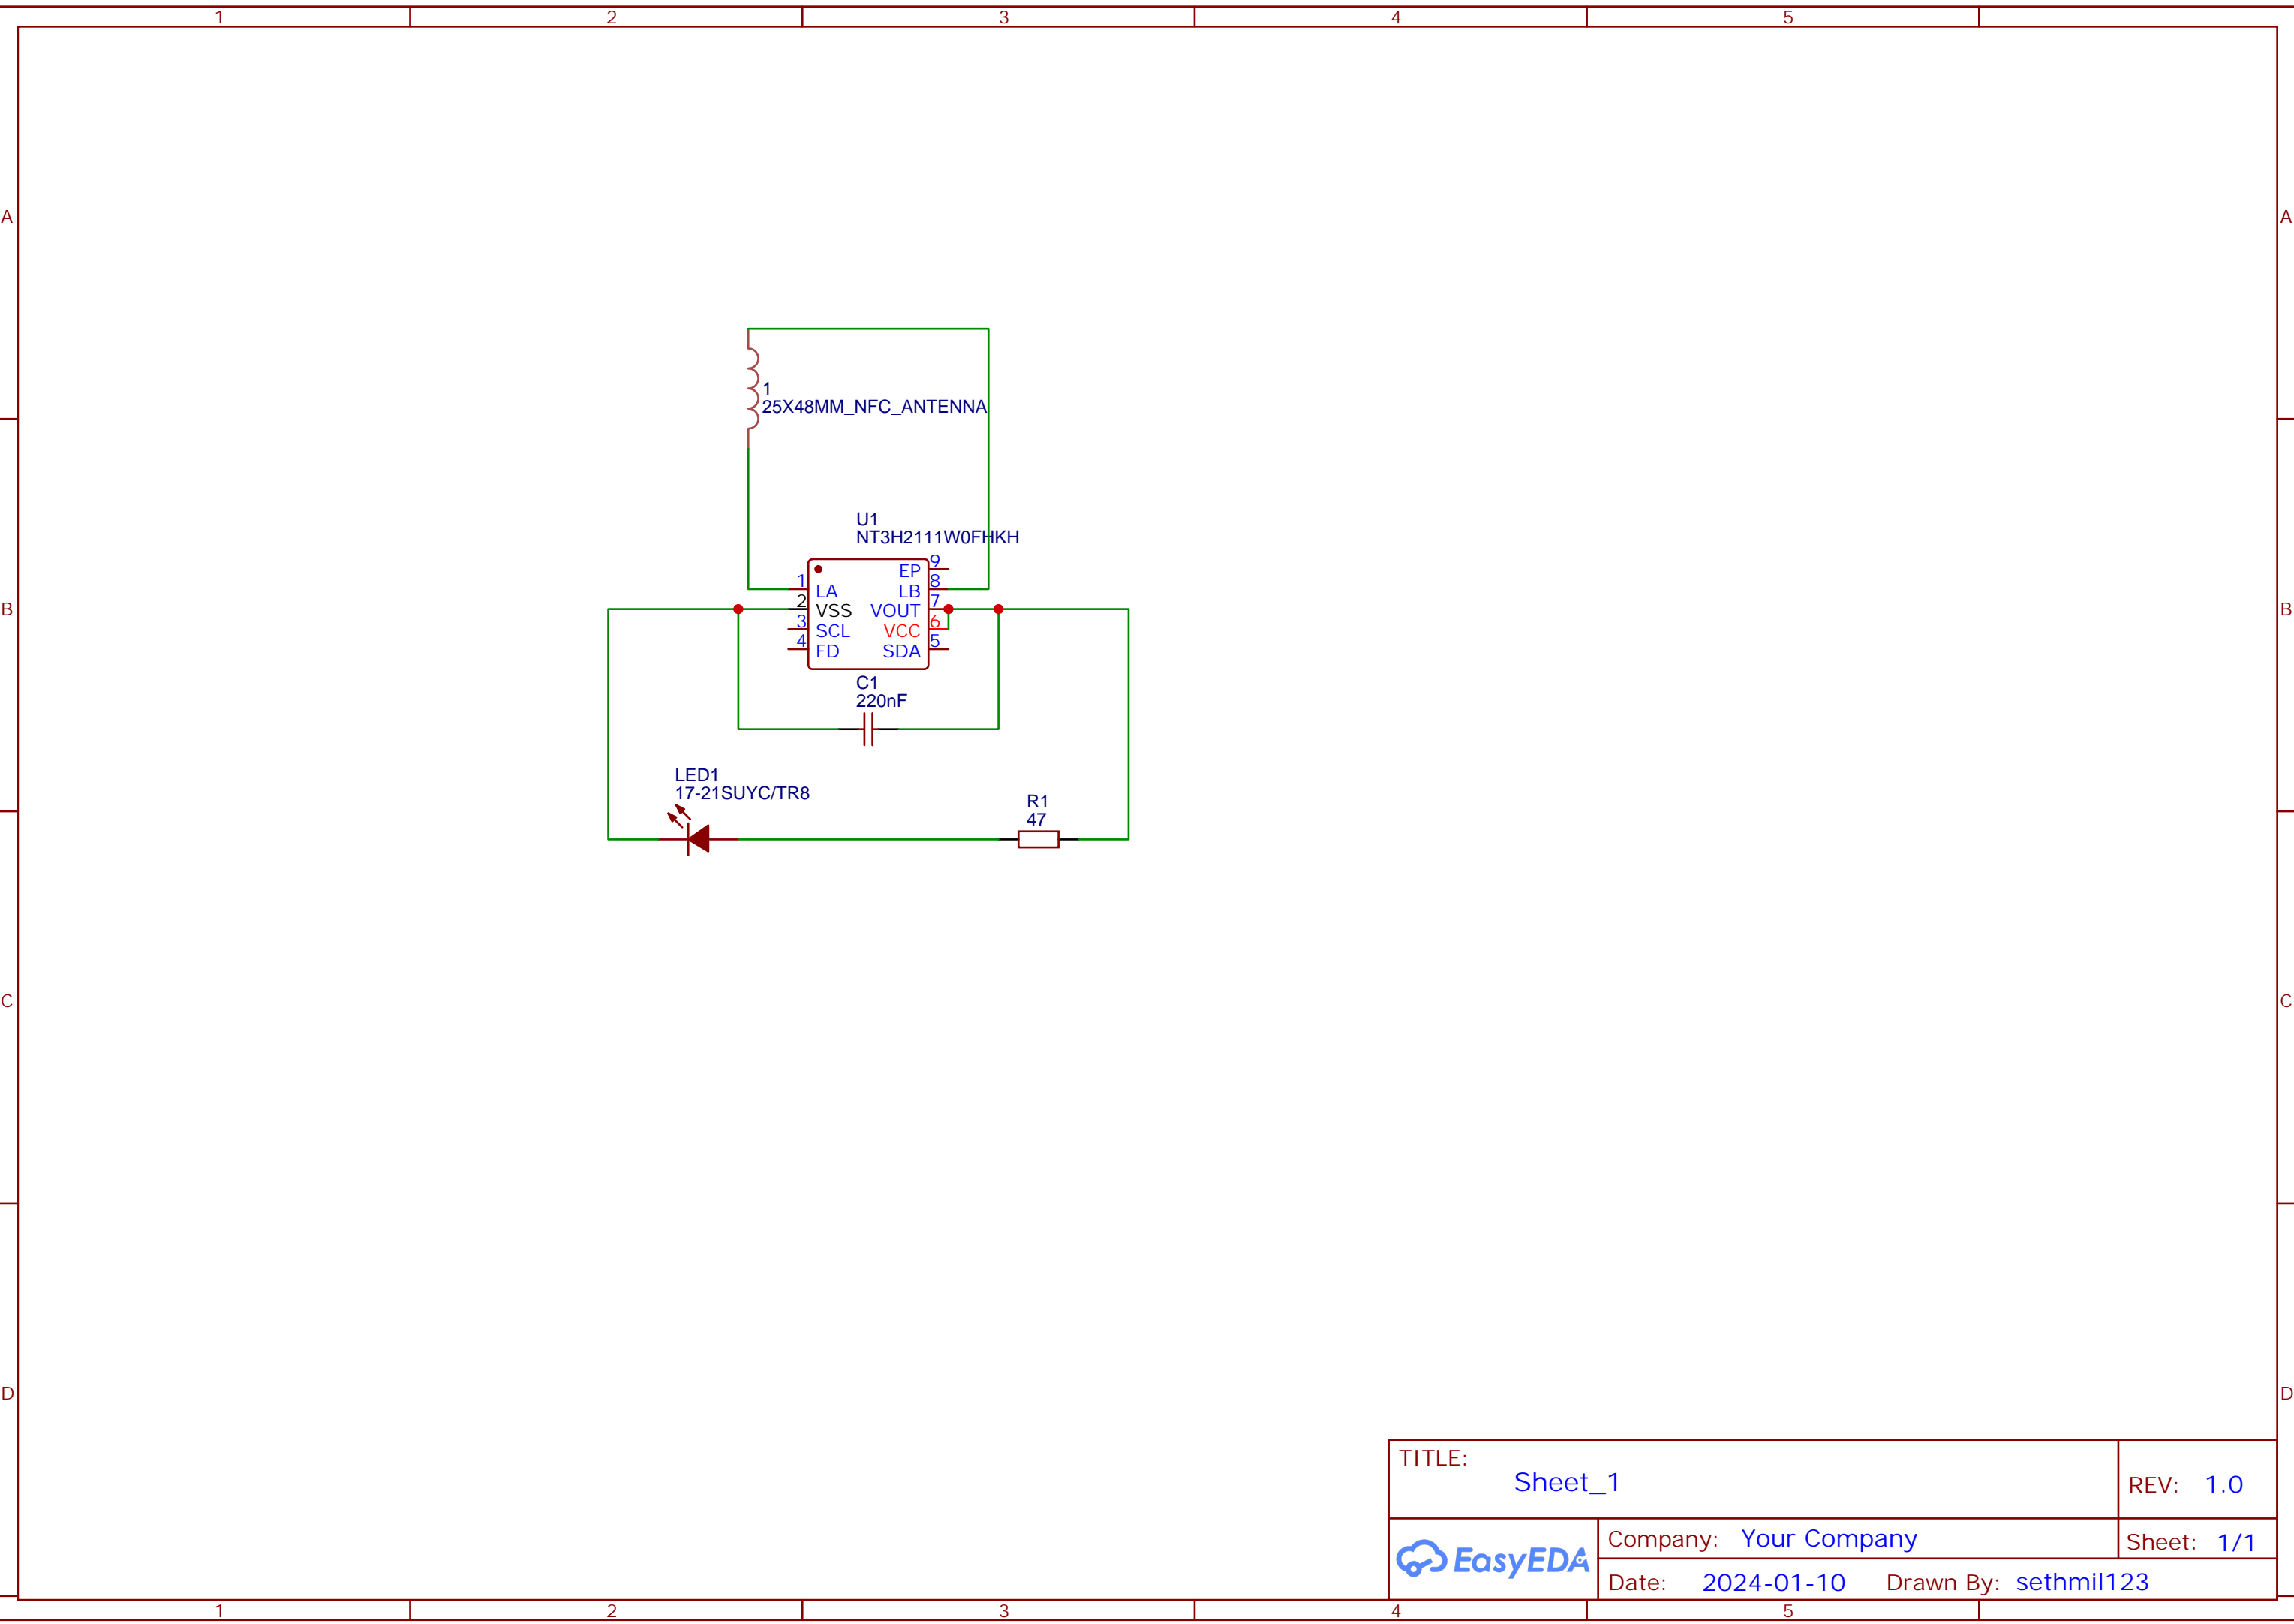 1 2 3 4 5
A A
1
25X48MM_NFC_ANTENNA
B B
U1
NT3H2111W0FHKH
1 LA
2 VSS
3 SCL
4 FD
EP 9
LB 8
VOUT 7
VCC 6
SDA 5
C1
220nF
LED1
17-21SUYC/TR8
R1
47
C C
D D
TITLE:
Sheet_1
REV: 1.0
EasyEDA
Company: Your Company
Sheet: 1/1
Date: 2024-01-10 Drawn By: sethmil123
1 2 3 4 5